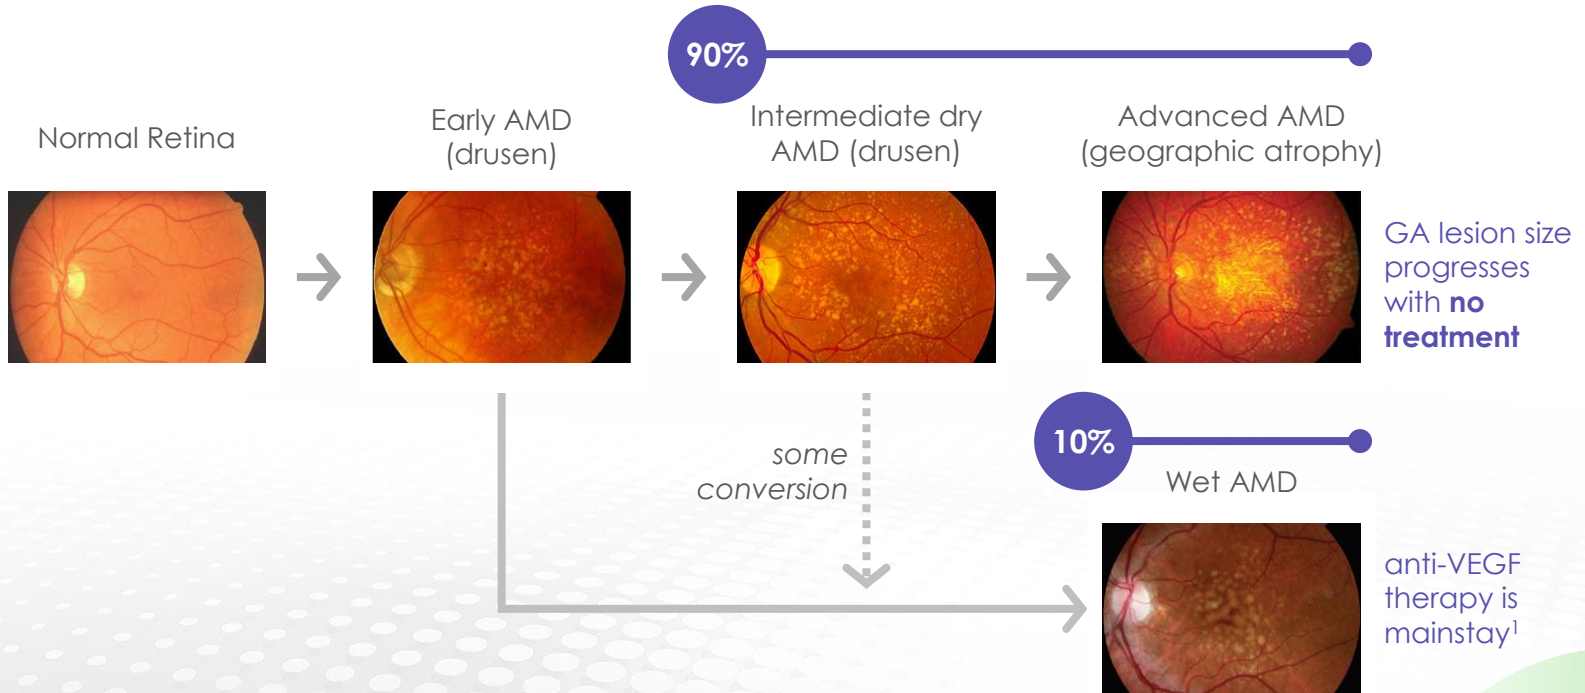 90%
Normal Retina
Early AMD
(drusen)
Intermediate dry
AMD (drusen)
Advanced AMD
(geographic atrophy)
GA lesion size
progresses
with no
treatment
some
conversion
10%
Wet AMD
anti-VEGF
therapy is
mainstay¹